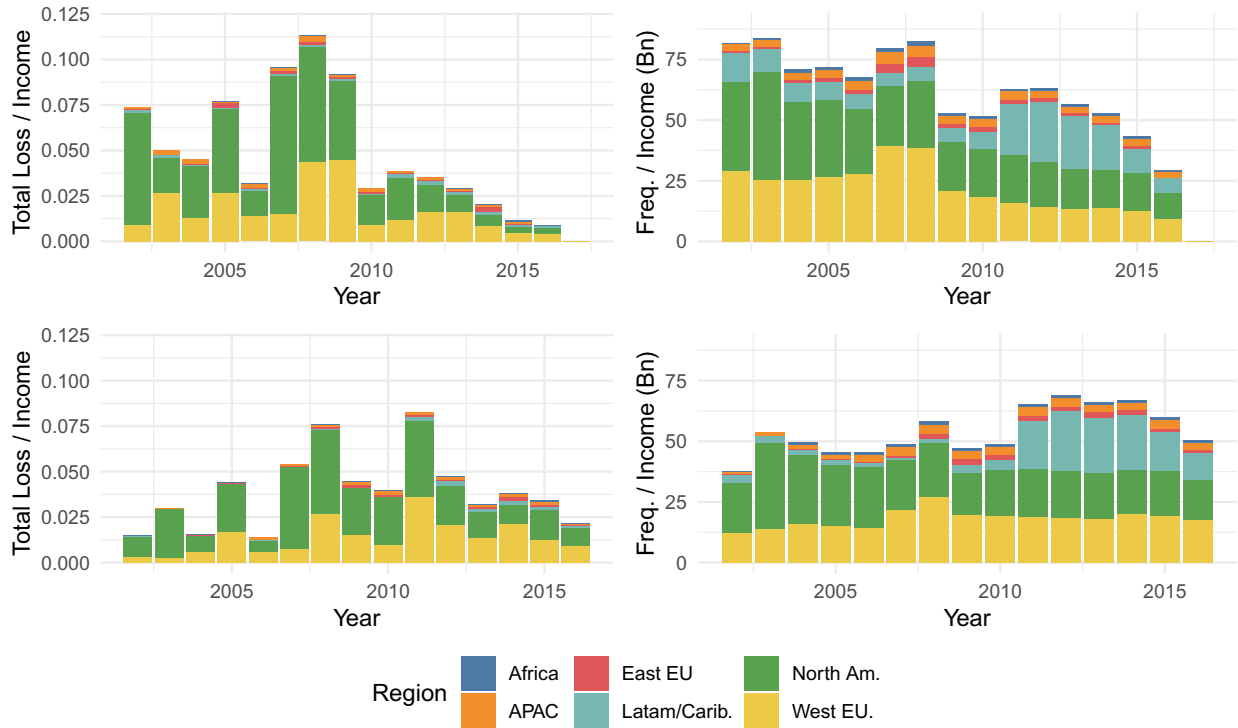 Total Loss / Income
0.125
0.100
0.075
0.050
0.025
0.000
2005
2010
2015
Year
Freq. / Income (Bn)
75
50
25
0
2005
2010
2015
Year
Total Loss / Income
0.125
0.100
0.075
0.050
0.025
0.000
2005
2010
2015
Year
Freq. / Income (Bn)
75
50
25
0
2005
2010
2015
Year
Region
Africa
East EU
North Am.
APAC
Latam/Carib.
West EU.